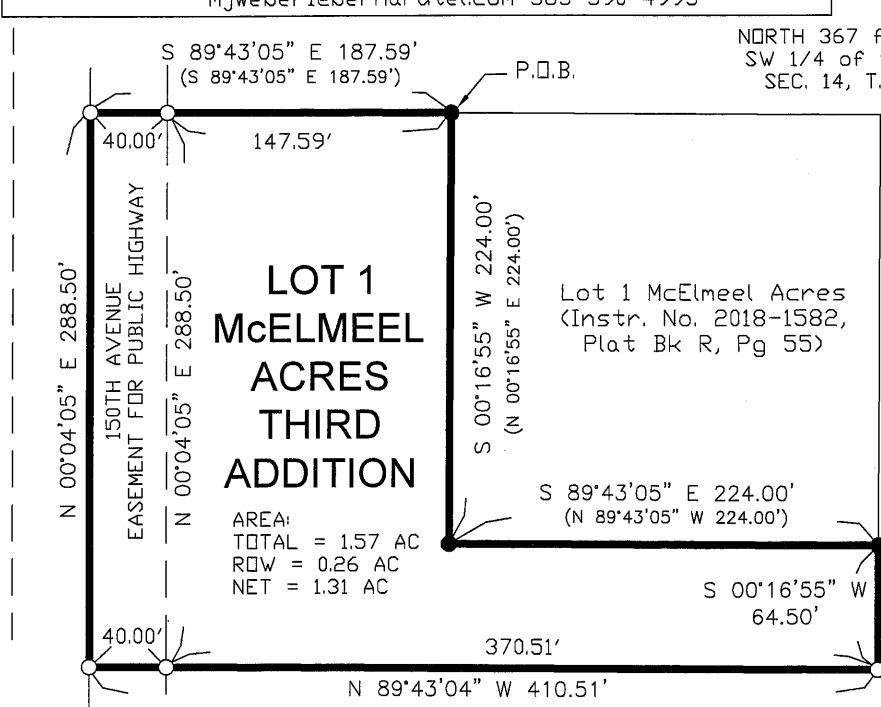 S 89°43'05" E 187.59'
(S 89°43'05" E 187.59')
P.O.B.
NORTH 367
SW 1/4 of
SEC. 14, T.
40.00'
147.59'
N 00°04'05" E 288.50'
150TH AVENUE
EASEMENT FOR PUBLIC HIGHWAY
N 00°04'05" E 288.50'
LOT 1
McELMEEL
ACRES
THIRD
ADDITION
AREA:
TOTAL = 1.57 AC
ROW = 0.26 AC
NET = 1.31 AC
S 00°16'55" W 224.00'
(N 00°16'55" E 224.00')
Lot 1 McElmeel Acres
(Instr. No. 2018-1582,
Plat Bk R, Pg 55)
S 89°43'05" E 224.00'
(N 89°43'05" W 224.00')
S 00°16'55" W
64.50'
40.00'
370.51'
N 89°43'04" W 410.51'